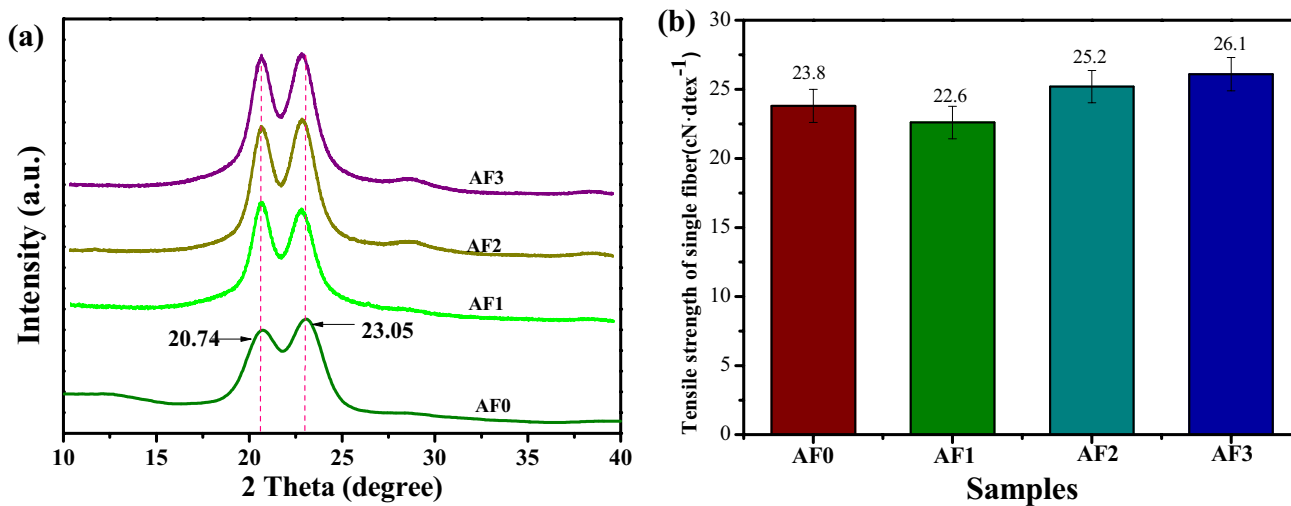 (a)
Intensity (a.u.)
AF3
AF2
AF1
20.74
23.05
AF0
10 15 20 25 30 35 40
2 Theta (degree)
(b)
Tensile strength of single fiber(cN·dtex⁻¹)
30
25
20
15
10
5
0
23.8
22.6
25.2
26.1
AF0 AF1 AF2 AF3
Samples